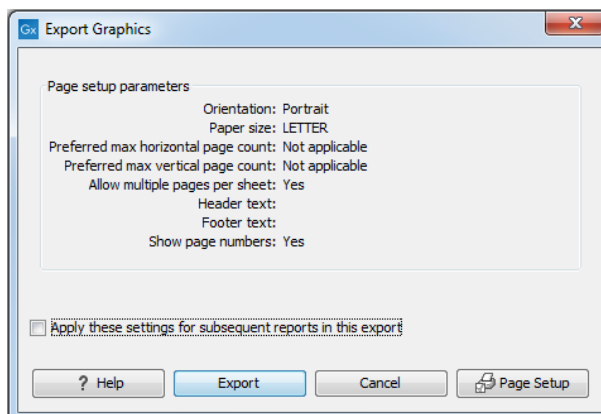 Gx Export Graphics
X
Page setup parameters
Orientation: Portrait
Paper size: LETTER
Preferred max horizontal page count: Not applicable
Preferred max vertical page count: Not applicable
Allow multiple pages per sheet: Yes
Header text:
Footer text:
Show page numbers: Yes
Apply these settings for subsequent reports in this export
? Help
Export
Cancel
Page Setup